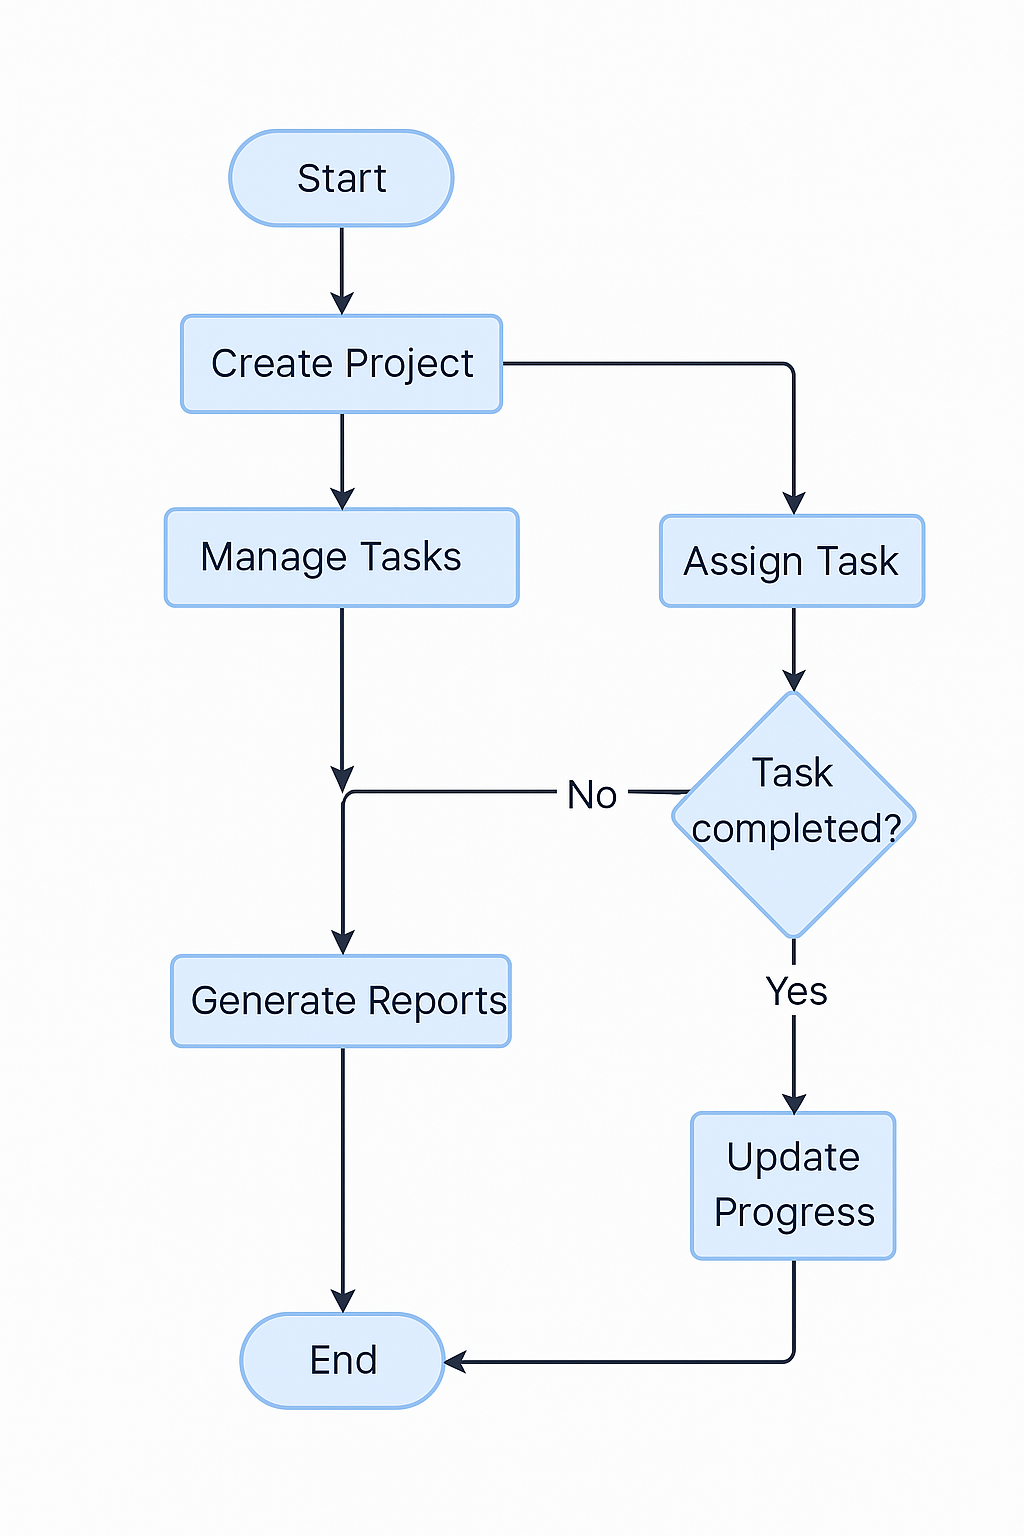 Start
Create Project
Manage Tasks
Assign Task
Task
completed?
No
Yes
Generate Reports
Update
Progress
End